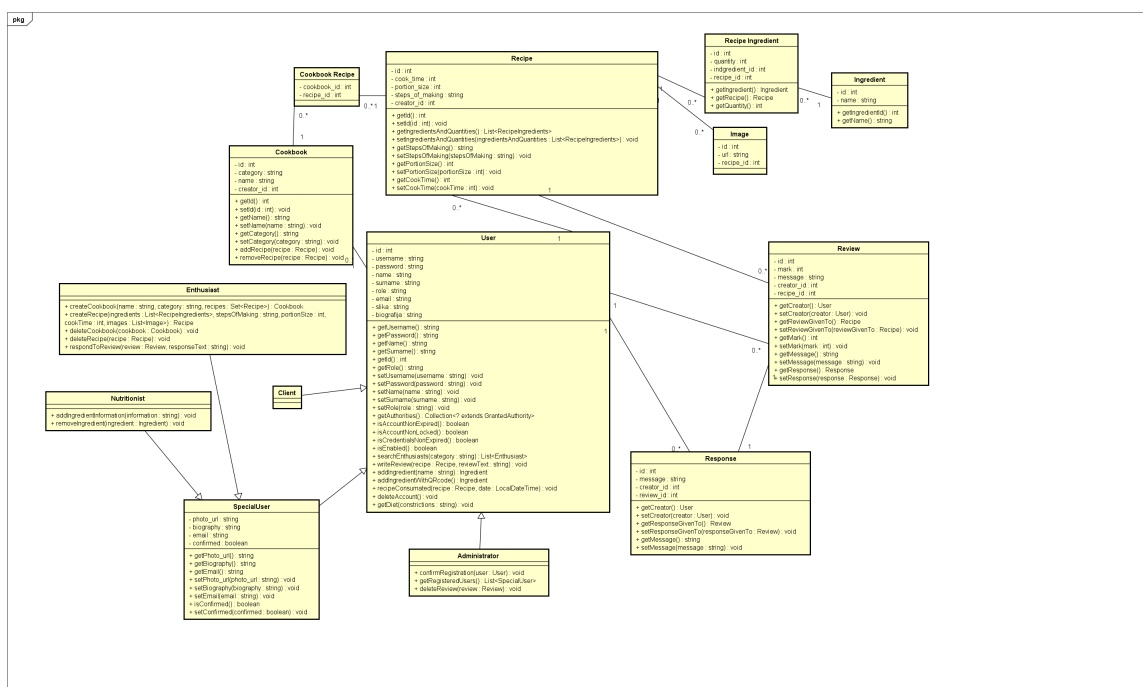 pkg
Recipe
- id : int
- cook_time : int
- portion_size : int
- steps_of_making : string
- creator_id : int
+ getId() : int
+ setId(id : int) : void
+ getIngredientsAndQuantities() : List<RecipeIngredients>
+ setIngredientsAndQuantities(ingredientsAndQuantities : List<RecipeIngredients>) : void
+ getStepsOfMaking() : string
+ setStepsOfMaking(stepsOfMaking : string) : void
+ getPortionSize() : int
+ setPortionSize(portionSize : int) : void
+ getCookTime() : int
+ setCookTime(cookTime : int) : void
Recipe Ingredient
- id : int
- quantity : int
- indgredient_id : int
- recipe_id : int
+ getIngredient() : Ingredient
+ getRecipe() : Recipe
+ getQuantity() : int
Ingredient
- id : int
- name : string
+ getIngredientId() : int
+ getName() : string
Image
- id : int
- url : string
- recipe_id : int
Cookbook Recipe
- cookbook_id : int
- recipe_id : int
0..*
1
0..*
1
1
0..*
0..*
0..*
1
Cookbook
- id : int
- category : string
- name : string
- creator_id : int
+ getId() : int
+ setId(id : int) : void
+ getName() : string
+ setName(name : string) : void
+ getCategory() : string
+ setCategory(category : string) : void
+ addRecipe(recipe : Recipe) : void
+ removeRecipe(recipe : Recipe) : void
0..*
1
1
0..*
User
- id : int
- username : string
- password : string
- name : string
- surname : string
- role : string
- email : string
- slika : string
- biografija : string
+ getUsername() : string
+ getPassword() : string
+ getName() : string
+ getSurname() : string
+ getId() : int
+ getRole() : string
+ setUsername(username : string) : void
+ setPassword(password : string) : void
+ setName(name : string) : void
+ setSurname(surname : string) : void
+ setRole(role : string) : void
+ getAuthorities() : Collection<? extends GrantedAuthority>
+ isAccountNonExpired() : boolean
+ isAccountNonLocked() : boolean
+ isCredentialsNonExpired() : boolean
+ isEnabled() : boolean
+ searchEnthusiasts(category : string) : List<Enthusiast>
+ writeReview(recipe : Recipe, reviewText : string) : void
+ addIngredient(name : string) : Ingredient
+ addIngredientWithQRcode() : Ingredient
+ recipeConsumated(recipe : Recipe, date : LocalDateTime) : void
+ deleteAccount() : void
+ getDiet(constrictions : string) : void
1
1
0..*
0..*
Review
- id : int
- mark : int
- message : string
- creator_id : int
- recipe_id : int
+ getCreator() : User
+ setCreator(creator : User) : void
+ getReviewGivenTo() : Recipe
+ setReviewGivenTo(reviewGivenTo : Recipe) : void
+ getMark() : int
+ setMark(mark : int) : void
+ getMessage() : string
+ setMessage(message : string) : void
+ getResponse() : Response
+ setResponse(response : Response) : void
1
1
Enthusiast
+ createCookbook(name : string, category : string, recipes : Set<Recipe>) : Cookbook
+ createRecipe(ingredients : List<RecipeIngredients>, stepsOfMaking : string, portionSize : int,
cookTime : int, images : List<Image>) : Recipe
+ deleteCookbook(cookbook : Cookbook) : void
+ deleteRecipe(recipe : Recipe) : void
+ respondToReview(review : Review, responseText : string) : void
Client
Nutritionist
+ addIngredientInformation(information : string) : void
+ removeIngredient(ingredient : Ingredient) : void
Response
- id : int
- message : string
- creator_id : int
- review_id : int
+ getCreator() : User
+ setCreator(creator : User) : void
+ getResponseGivenTo() : Review
+ setResponseGivenTo(responseGivenTo : Review) : void
+ getMessage() : string
+ setMessage(message : string) : void
SpecialUser
- photo_url : string
- biography : string
- email : string
- confirmed : boolean
+ getPhoto_url() : string
+ getBiography() : string
+ getEmail() : string
+ setPhoto_url(photo_url : string) : void
+ setBiography(biography : string) : void
+ setEmail(email : string) : void
+ isConfirmed() : boolean
+ setConfirmed(confirmed : boolean) : void
Administrator
+ confirmRegistration(user : User) : void
+ getRegisteredUsers() : List<SpecialUser>
+ deleteReview(review : Review) : void